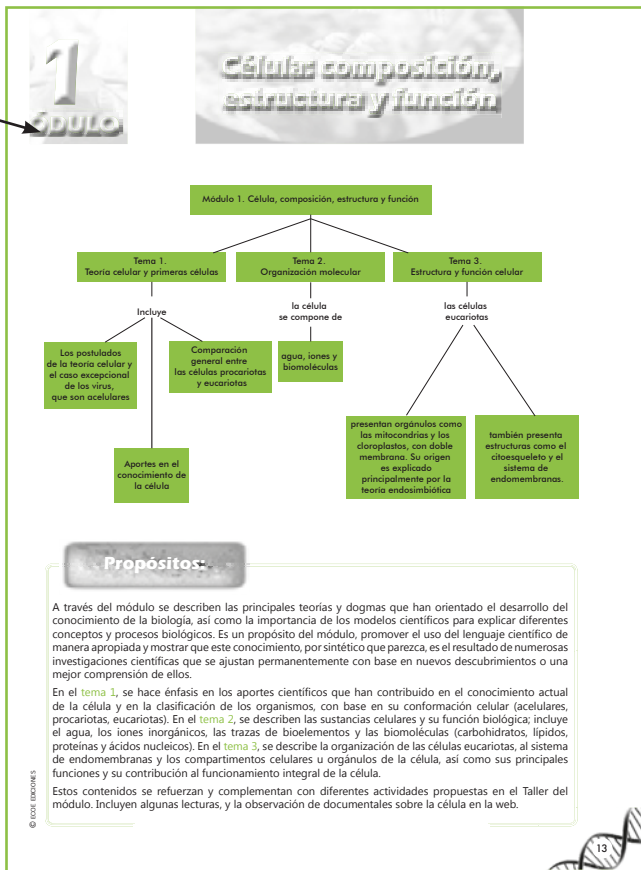 1
ÓDULO
Célula: composición,
estructura y función
Módulo 1. Célula, composición, estructura y función
Tema 1.
Teoría celular y primeras células
Tema 2.
Organización molecular
Tema 3.
Estructura y función celular
Incluye
la célula
se compone de
las células
eucariotas
Los postulados
de la teoría celular y
el caso excepcional
de los virus,
que son acelulares
Comparación
general entre
las células procariotas
y eucariotas
agua, iones y
biomoléculas
Aportes en el
conocimiento de
la célula
presentan orgánulos como
las mitocondrias y los
cloroplastos, con doble
membrana. Su origen
es explicado
principalmente por la
teoría endosimbiótica
también presenta
estructuras como el
citoesqueleto y el
sistema de
endomembranas.
Propósitos:
A través del módulo se describen las principales teorías y dogmas que han orientado el desarrollo del
conocimiento de la biología, así como la importancia de los modelos científicos para explicar diferentes
conceptos y procesos biológicos. Es un propósito del módulo, promover el uso del lenguaje científico de
manera apropiada y mostrar que este conocimiento, por sintético que parezca, es el resultado de numerosas
investigaciones científicas que se ajustan permanentemente con base en nuevos descubrimientos o una
mejor comprensión de ellos.
En el tema 1, se hace énfasis en los aportes científicos que han contribuido en el conocimiento actual
de la célula y en la clasificación de los organismos, con base en su conformación celular (acelulares,
procariotas, eucariotas). En el tema 2, se describen las sustancias celulares y su función biológica; incluye
el agua, los iones inorgánicos, las trazas de bioelementos y las biomoléculas (carbohidratos, lípidos,
proteínas y ácidos nucleicos). En el tema 3, se describe la organización de las células eucariotas, al sistema
de endomembranas y los compartimentos celulares u orgánulos de la célula, así como sus principales
funciones y su contribución al funcionamiento integral de la célula.
Estos contenidos se refuerzan y complementan con diferentes actividades propuestas en el Taller del
módulo. Incluyen algunas lecturas, y la observación de documentales sobre la célula en la web.
© ECOE EDICIONES
13